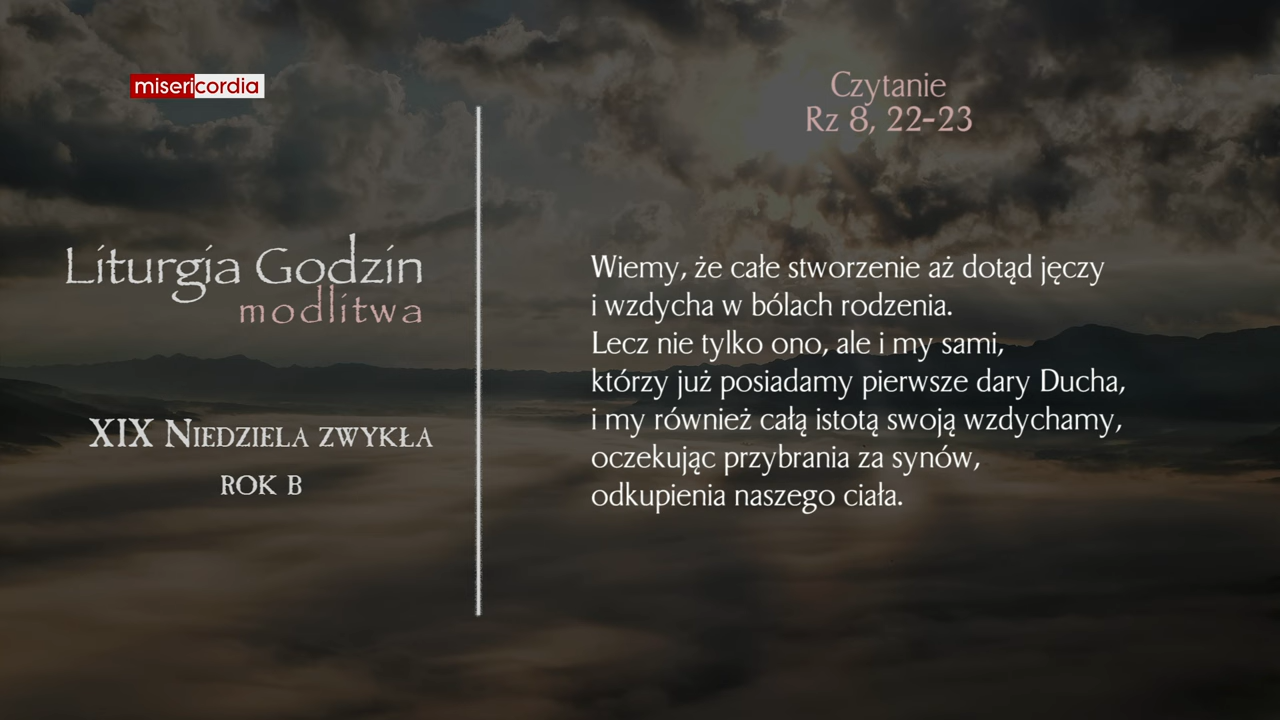 misericordia
Liturgia Godzin
modlitwa
XIX Niedziela zwykła
rok B
Czytanie
Rz 8, 22-23
Wiemy, że całe stworzenie aż dotąd jęczy
i wzdycha w bólach rodzenia.
Lecz nie tylko ono, ale i my sami,
którzy już posiadamy pierwsze dary Ducha,
i my również całą istotą swoją wzdychamy,
oczekując przybrania za synów,
odkupienia naszego ciała.